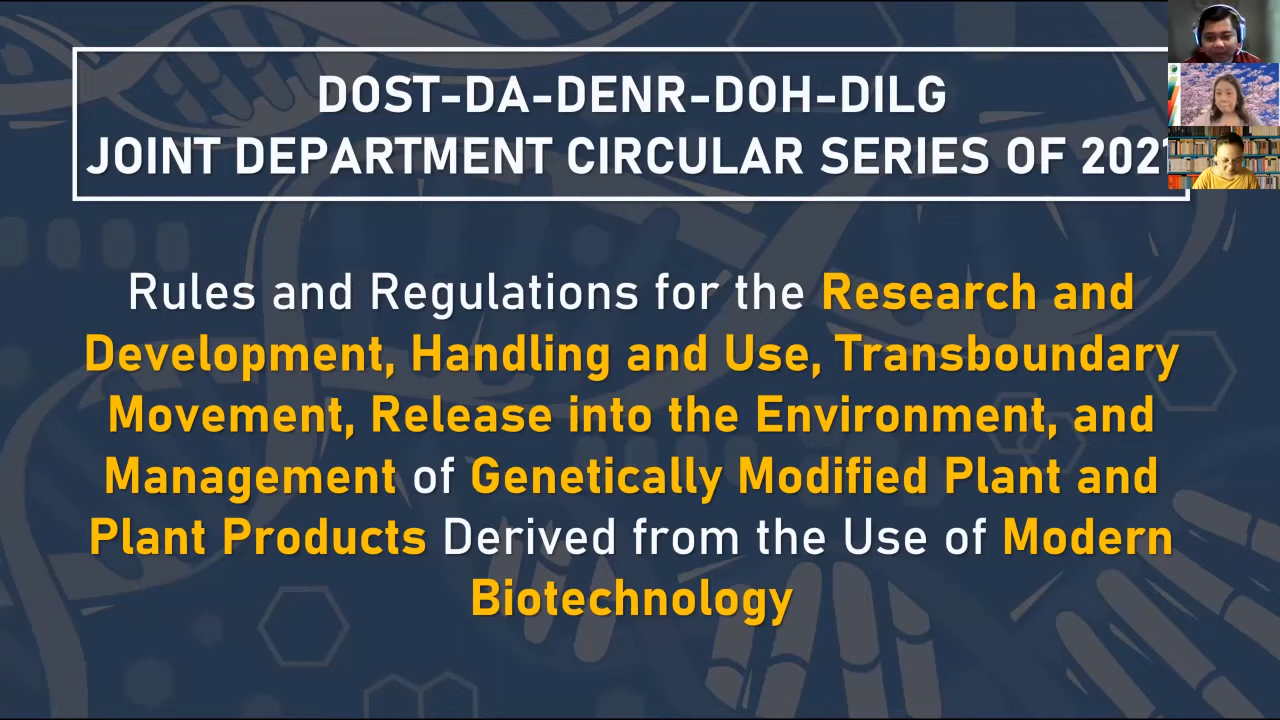 DOST-DA-DENR-DOH-DILG
JOINT DEPARTMENT CIRCULAR SERIES OF
Rules and Regulations for the Research and
Development, Handling and Use, Transboundary
Movement, Release into the Environment, and
Management of Genetically Modified Plant and
Plant Products Derived from the Use of Modern
Biotechnology